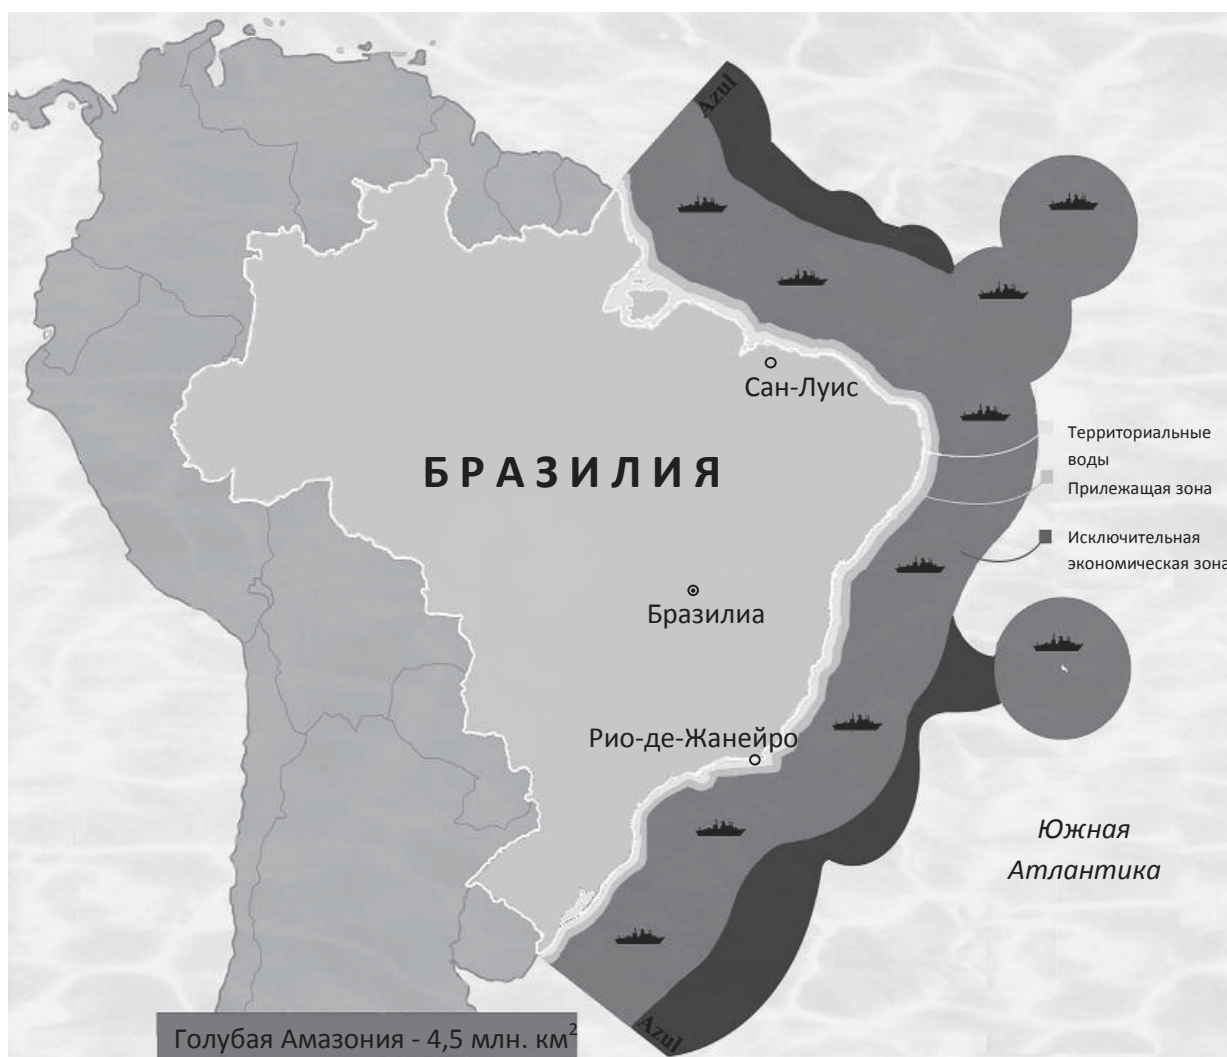 Azul
Сан-Луис
Территориальные
воды
БРАЗИЛИЯ
Прилежащая зона
Исключительная
экономическая зона
Бразилиа
Рио-де-Жанейро
Южная
Атлантика
Azul
Голубая Амазония - 4,5 млн. км²